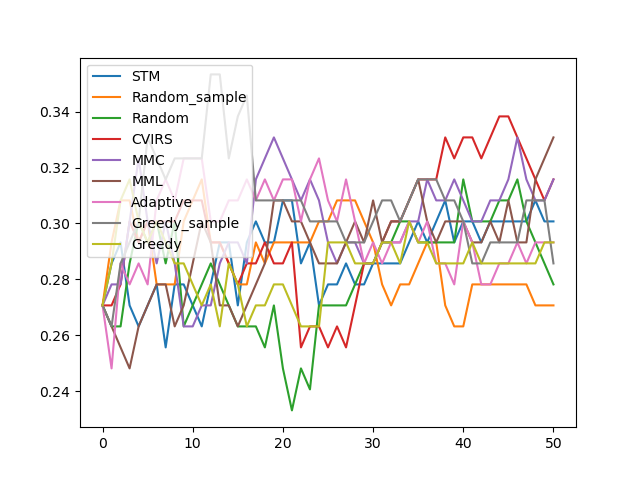 STM
Random_sample
Random
CVIRS
MMC
MML
Adaptive
Greedy_sample
Greedy
0.34
0.32
0.30
0.28
0.26
0.24
0 10 20 30 40 50